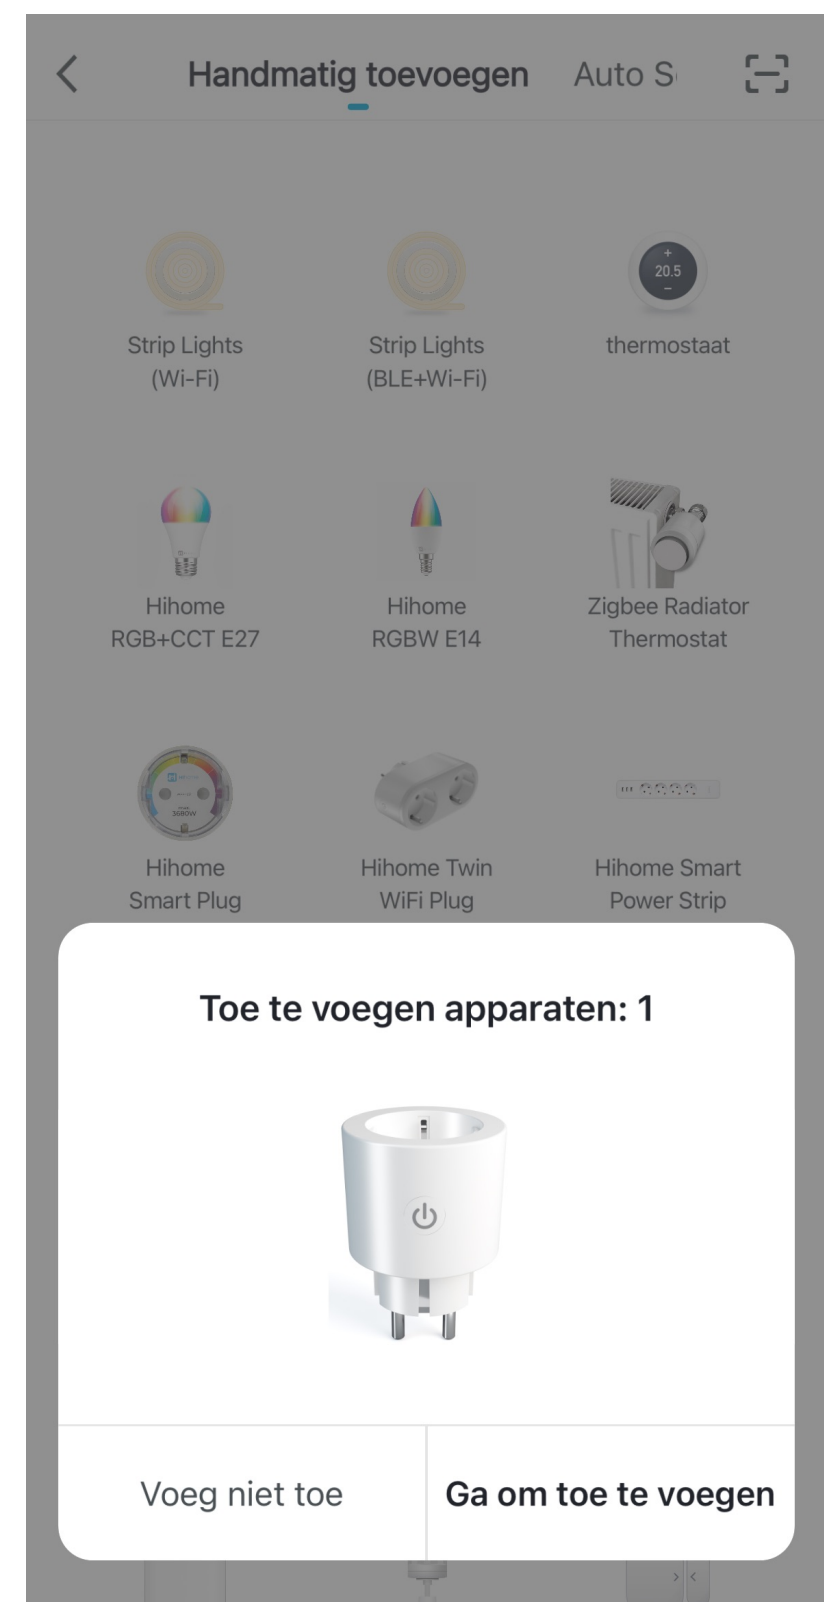 Handmatig toevoegen Auto S
+
20.5
Strip Lights
(Wi-Fi)
Strip Lights
(BLE+Wi-Fi)
thermostaat
Hihome
RGB+CCT E27
Hihome
RGBW E14
Zigbee Radiator
Thermostat
3680W
Hihome
Smart Plug
Hihome Twin
WiFi Plug
Hihome Smart
Power Strip
Toe te voegen apparaten: 1
Voeg niet toe
Ga om toe te voegen